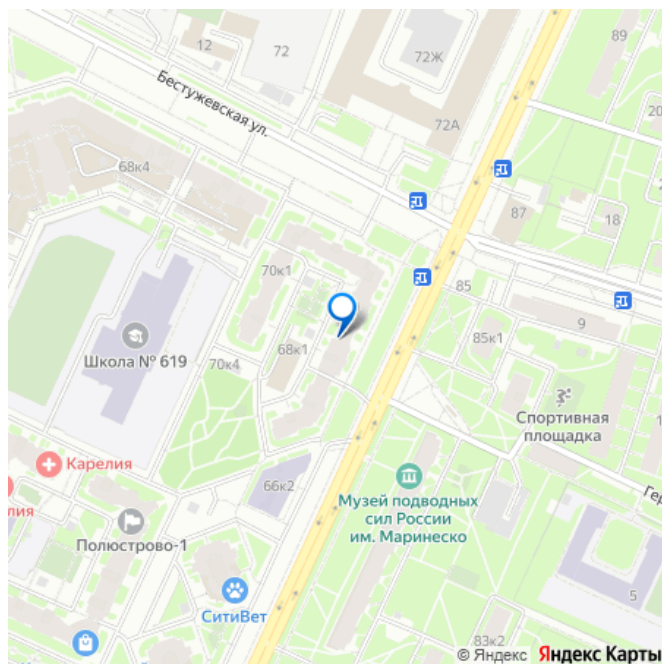 89
12
72
72Ж
Бестужевская ул.
72А
20
68к4
87
18
70к1
85
9
85к1
Школа № 619
68к1
70к4
Спортивная
площадка
Карелия
66к2
Музей подводных
сил России
им. Маринеско
Гер
лия
Полюстрово-1
СитиВет
5
83к2
© Яндекс Яндекс Карты